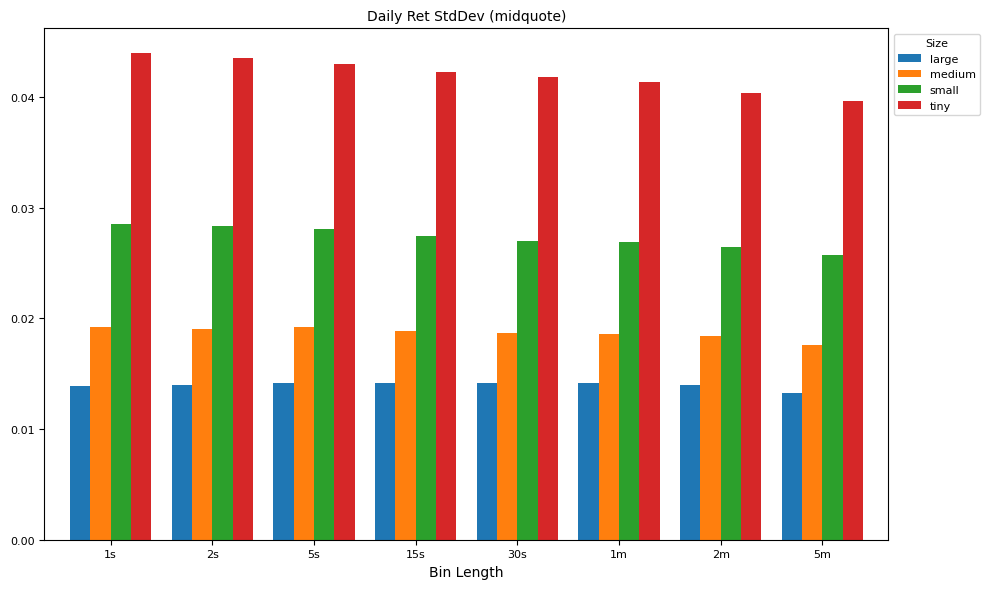 Daily Ret StdDev (midquote)
Size
large
medium
small
tiny
0.04
0.03
0.02
0.01
0.00
1s 2s 5s 15s 30s 1m 2m 5m
Bin Length